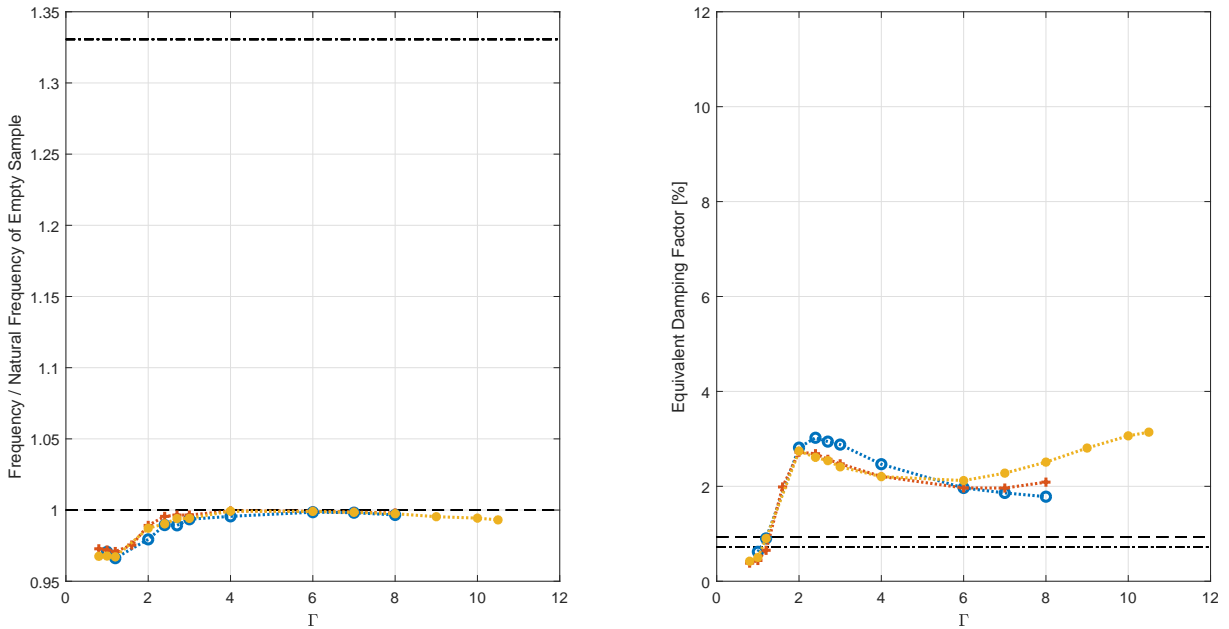 1.35
1.3
1.25
1.2
1.15
1.1
1.05
1
0.95
Frequency / Natural Frequency of Empty Sample
0 2 4 6 8 10 12
Γ
12
10
8
6
4
2
0
Equivalent Damping Factor [%]
0 2 4 6 8 10 12
Γ